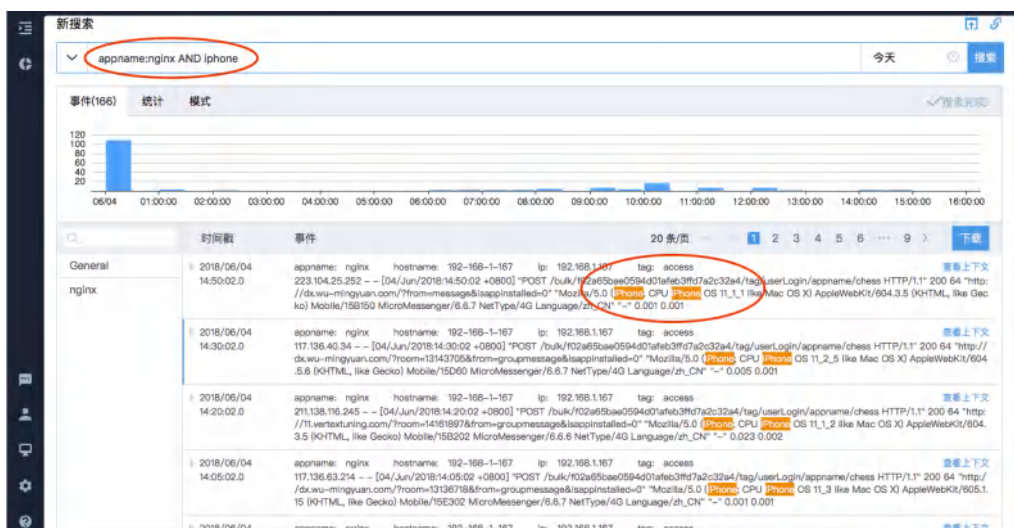 新搜索
appname:nginx AND iphone
今天
搜索
事件(166) 统计 模式
搜索完成
120
100
80
60
40
20
06/04 01:00:00 02:00:00 03:00:00 04:00:00 05:00:00 06:00:00 07:00:00 08:00:00 09:00:00 10:00:00 11:00:00 12:00:00 13:00:00 14:00:00 15:00:00 16:00:00
时间戳 事件 20 条/页 1 2 3 4 5 6 ··· 9 > 下载
General
nginx
2018/06/04 14:50:02.0
appname: nginx hostname: 192-168-1-167 ip: 192.168.1.167 tag: access 查看上下文
223.104.25.252 - - [04/Jun/2018:14:50:02 +0800] "POST /bulk/f02a65bae0594d01afeb3ffd7a2c32a4/tag/userLogin/appname/chess HTTP/1.1" 200 64 "http:
//dx.wu-mingyuan.com/?from=message&isappinstalled=0" "Mozilla/5.0 (iPhone; CPU iPhone OS 11_1_1 like Mac OS X) AppleWebKit/604.3.5 (KHTML, like Gec
ko) Mobile/15B150 MicroMessenger/6.6.7 NetType/4G Language/zh_CN" "-" 0.001 0.001
2018/06/04 14:30:02.0
appname: nginx hostname: 192-168-1-167 ip: 192.168.1.167 tag: access 查看上下文
117.136.40.34 - - [04/Jun/2018:14:30:02 +0800] "POST /bulk/f02a65bae0594d01afeb3ffd7a2c32a4/tag/userLogin/appname/chess HTTP/1.1" 200 64 "http://
dx.wu-mingyuan.com/?room=13143705&from=groupmessage&isappinstalled=0" "Mozilla/5.0 (iPhone; CPU iPhone OS 11_2_5 like Mac OS X) AppleWebKit/604
.5.6 (KHTML, like Gecko) Mobile/15D60 MicroMessenger/6.6.7 NetType/4G Language/zh_CN" "-" 0.005 0.001
2018/06/04 14:20:02.0
appname: nginx hostname: 192-168-1-167 ip: 192.168.1.167 tag: access 查看上下文
211.138.116.245 - - [04/Jun/2018:14:20:02 +0800] "POST /bulk/f02a65bae0594d01afeb3ffd7a2c32a4/tag/userLogin/appname/chess HTTP/1.1" 200 64 "http:
//11.vertextuning.com/?room=14161897&from=groupmessage&isappinstalled=0" "Mozilla/5.0 (iPhone; CPU iPhone OS 11_1_2 like Mac OS X) AppleWebKit/604.
3.5 (KHTML, like Gecko) Mobile/15B202 MicroMessenger/6.6.6 NetType/4G Language/zh_CN" "-" 0.023 0.002
2018/06/04 14:05:02.0
appname: nginx hostname: 192-168-1-167 ip: 192.168.1.167 tag: access 查看上下文
117.136.63.214 - - [04/Jun/2018:14:05:02 +0800] "POST /bulk/f02a65bae0594d01afeb3ffd7a2c32a4/tag/userLogin/appname/chess HTTP/1.1" 200 64 "http:/
/dx.wu-mingyuan.com/?room=13136718&from=groupmessage&isappinstalled=0" "Mozilla/5.0 (iPhone; CPU iPhone OS 11_3 like Mac OS X) AppleWebKit/605.1.
15 (KHTML, like Gecko) Mobile/15E302 MicroMessenger/6.6.7 NetType/4G Language/zh_CN" "-" 0.001 0.001